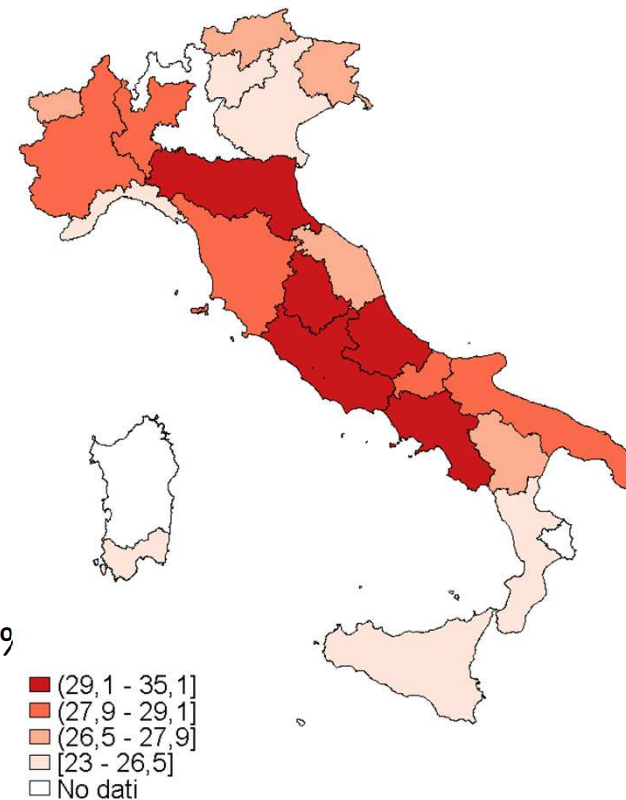 %
(29,1 - 35,1]
(27,9 - 29,1]
(26,5 - 27,9]
[23 - 26,5]
No dati